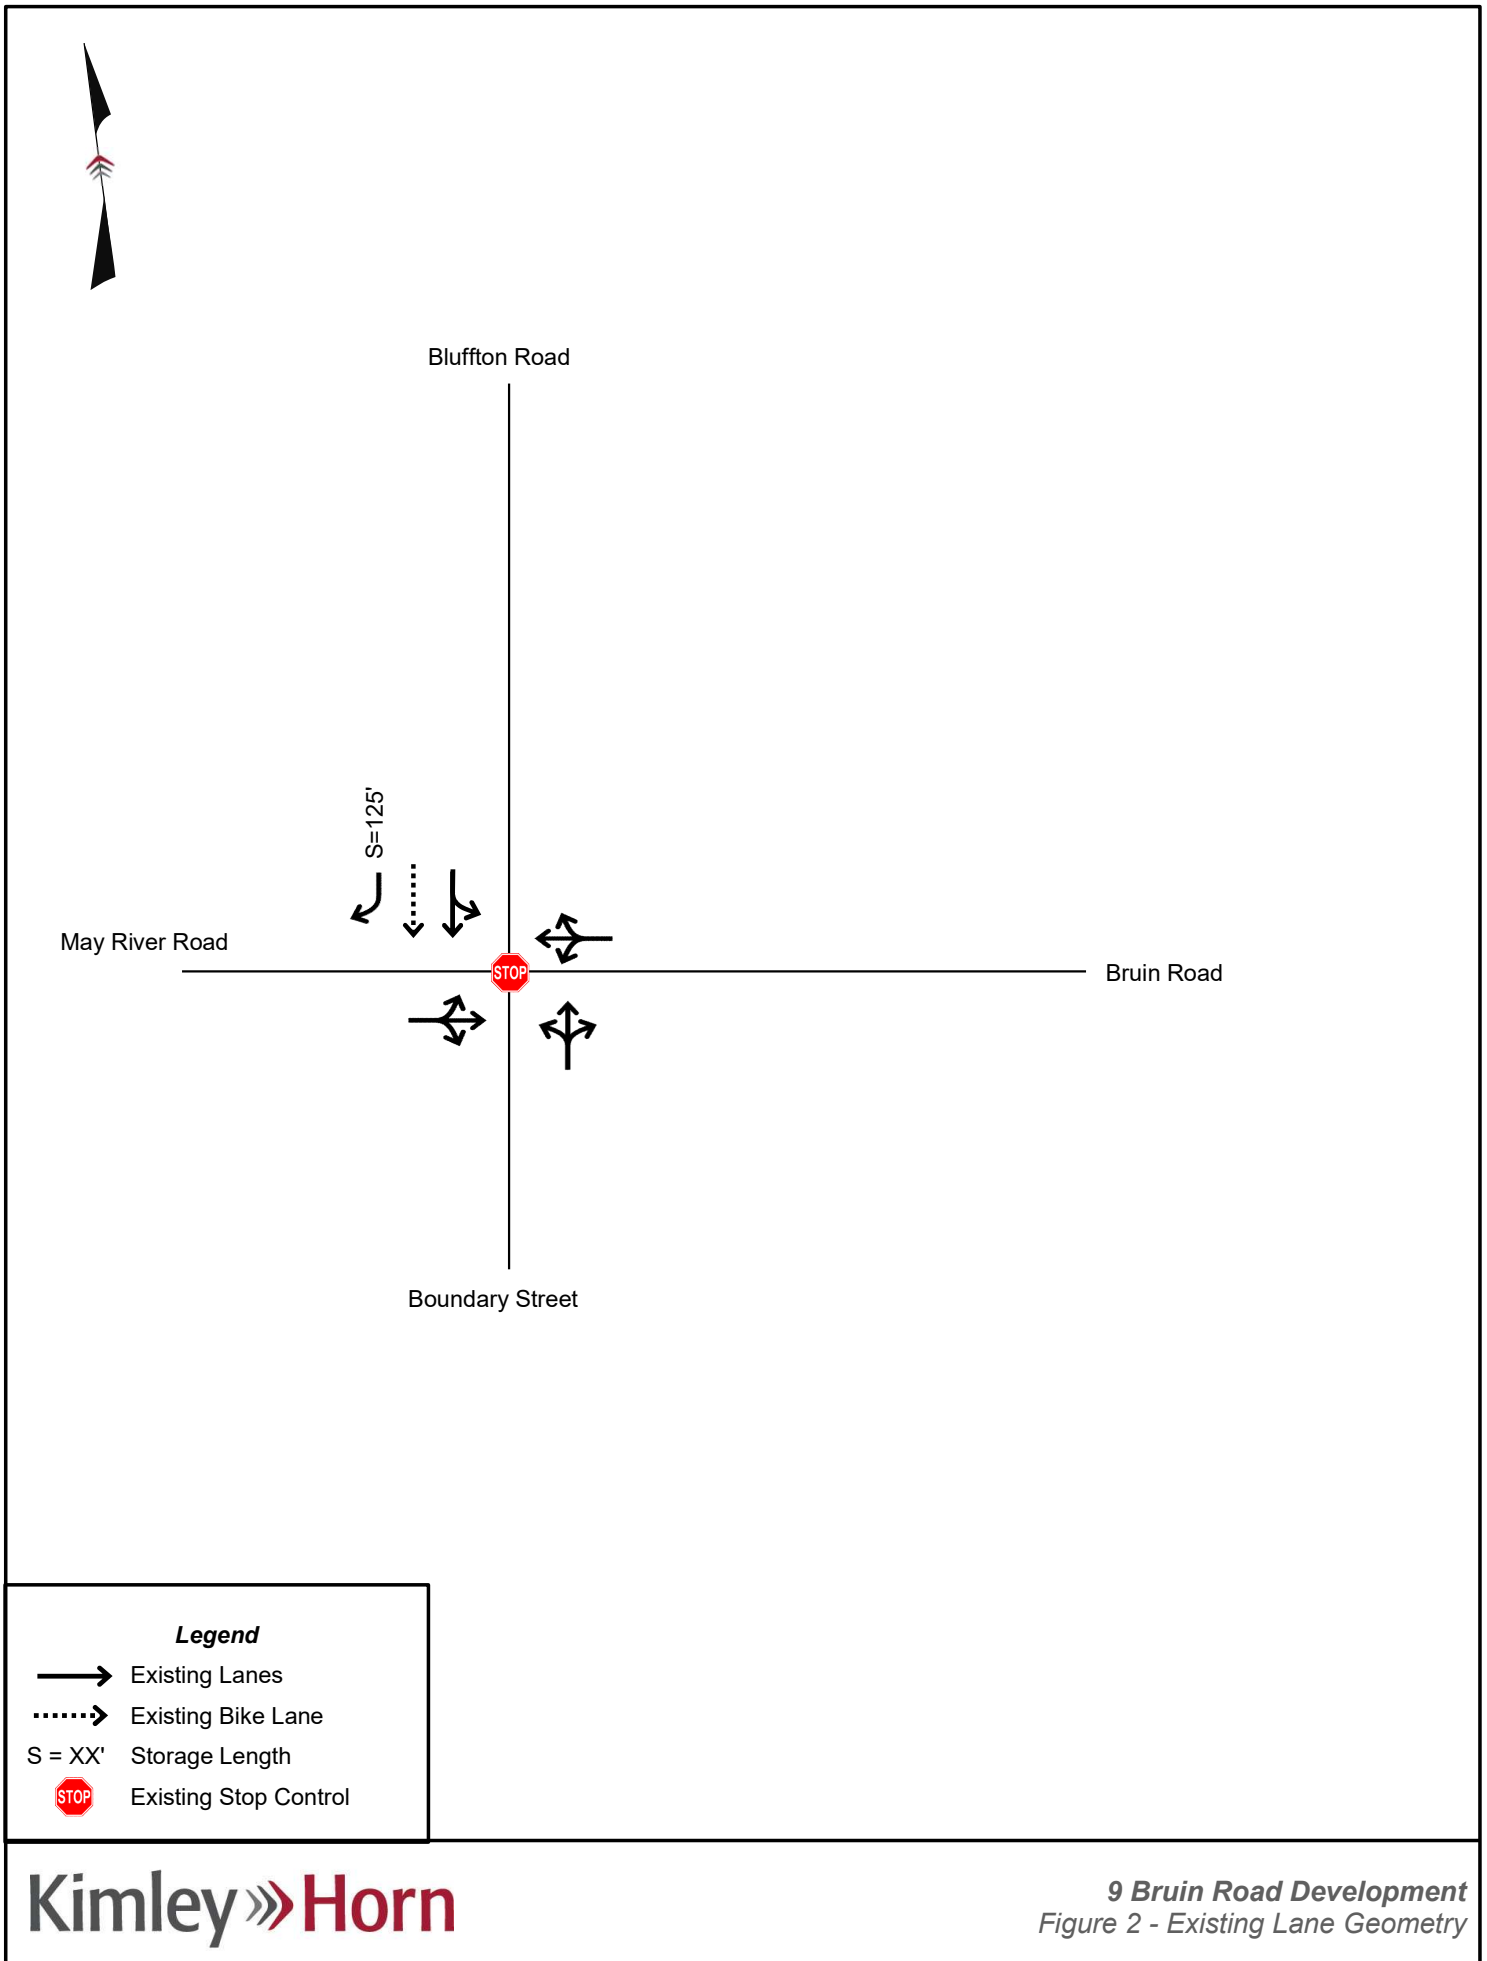 Bluffton Road
S=125'
May River Road
STOP
Bruin Road
Boundary Street
Legend
Existing Lanes
Existing Bike Lane
S = XX' Storage Length
STOP Existing Stop Control
Kimley Horn
9 Bruin Road Development
Figure 2 - Existing Lane Geometry